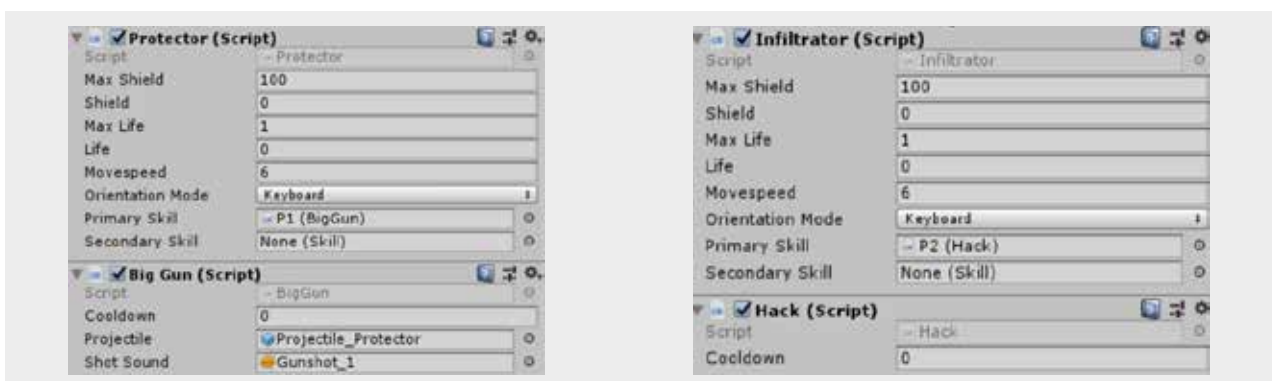 Protector (Script)
Script Protector
Max Shield 100
Shield 0
Max Life 1
Life 0
Movespeed 6
Orientation Mode Keyboard
Primary Skill P1 (BigGun)
Secondary Skill None (Skill)
Big Gun (Script)
Script BigGun
Cooldown 0
Projectile Projectile_Protector
Shot Sound Gunshot_1
Infiltrator (Script)
Script Infiltrator
Max Shield 100
Shield 0
Max Life 1
Life 0
Movespeed 6
Orientation Mode Keyboard
Primary Skill P2 (Hack)
Secondary Skill None (Skill)
Hack (Script)
Script Hack
Cooldown 0